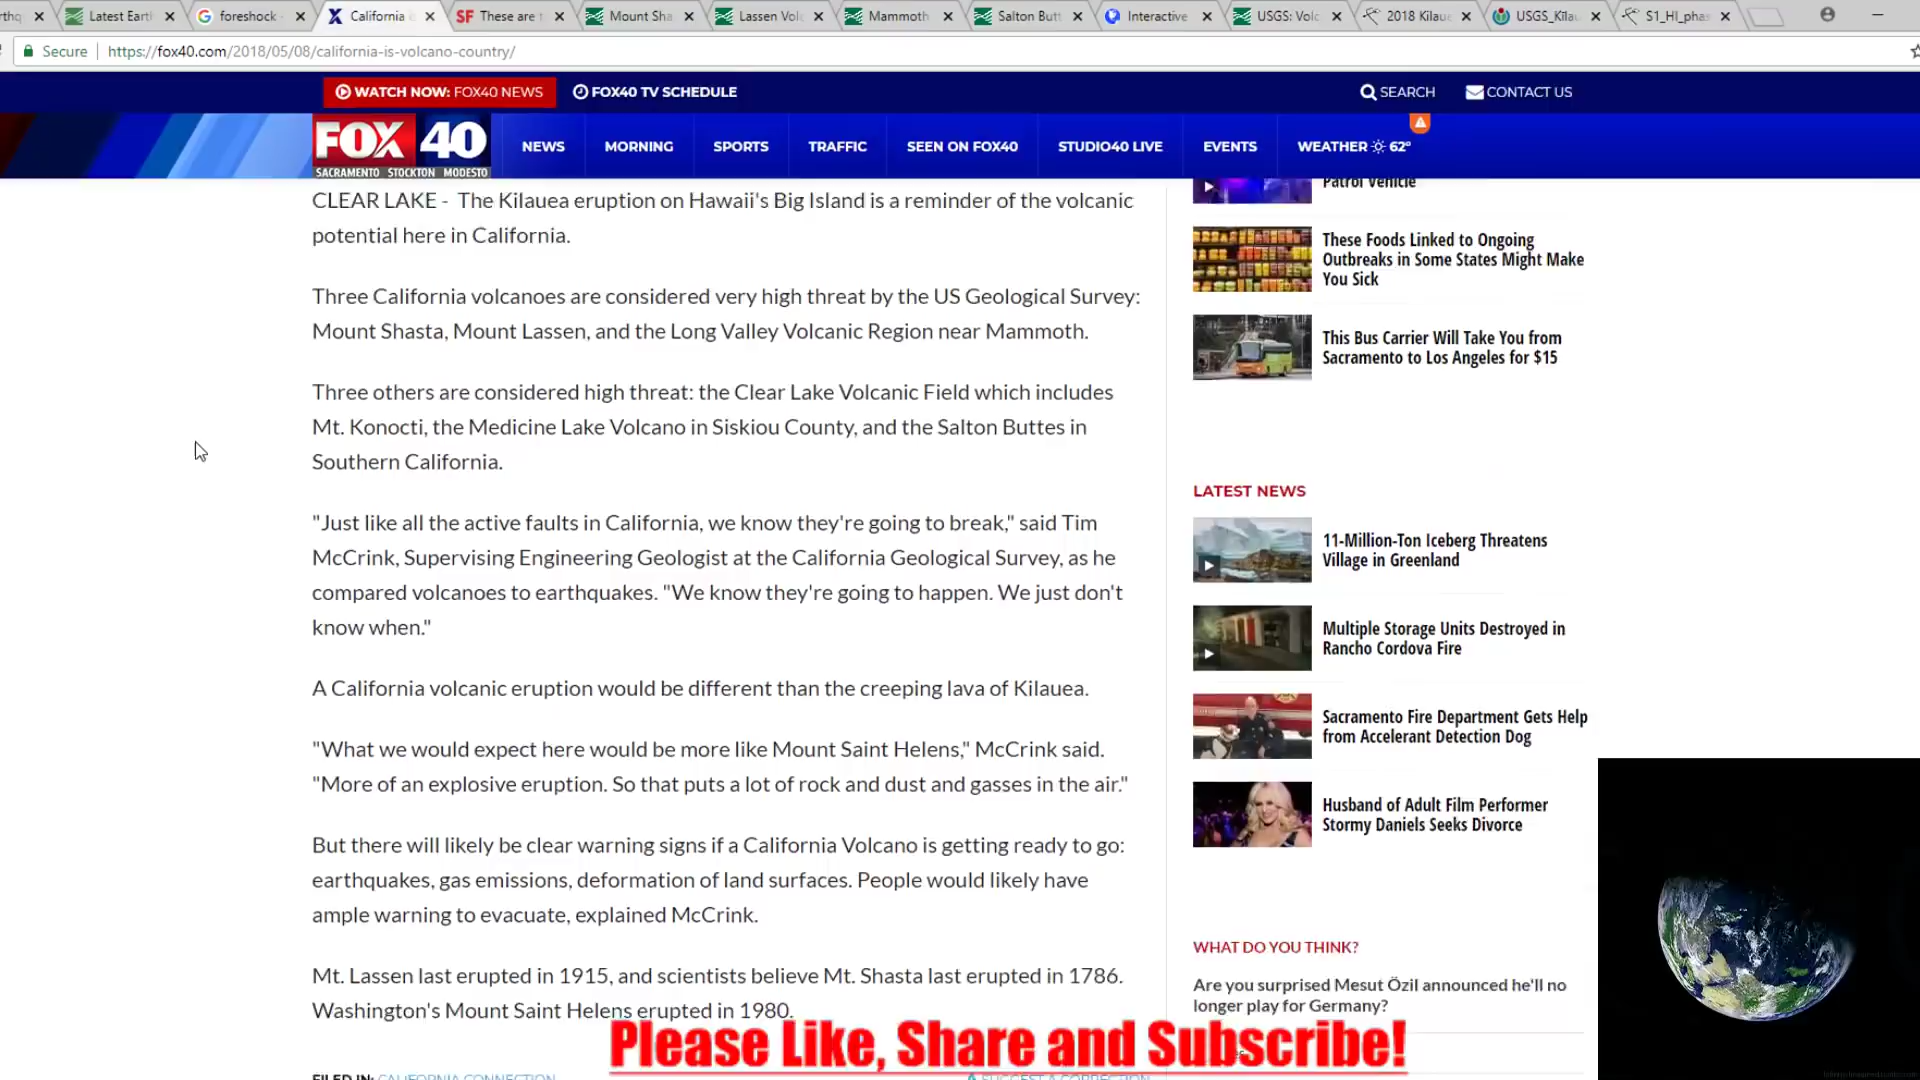 Latest Earth
foreshock -
California is
SF These are t
Mount Sha
Lassen Vol
Mammoth
Salton Butt
Interactive
USGS: Volc
2018 Kilaue
USGS_Kīlau
S1_HI_phas
Secure | https://fox40.com/2018/05/08/california-is-volcano-country/
WATCH NOW: FOX40 NEWS FOX40 TV SCHEDULE SEARCH CONTACT US
FOX 40
SACRAMENTO STOCKTON MODESTO
NEWS MORNING SPORTS TRAFFIC SEEN ON FOX40 STUDIO40 LIVE EVENTS WEATHER 62°
CLEAR LAKE - The Kilauea eruption on Hawaii's Big Island is a reminder of the volcanic
potential here in California.
Three California volcanoes are considered very high threat by the US Geological Survey:
Mount Shasta, Mount Lassen, and the Long Valley Volcanic Region near Mammoth.
Three others are considered high threat: the Clear Lake Volcanic Field which includes
Mt. Konocti, the Medicine Lake Volcano in Siskiou County, and the Salton Buttes in
Southern California.
"Just like all the active faults in California, we know they're going to break," said Tim
McCrink, Supervising Engineering Geologist at the California Geological Survey, as he
compared volcanoes to earthquakes. "We know they're going to happen. We just don't
know when."
A California volcanic eruption would be different than the creeping lava of Kilauea.
"What we would expect here would be more like Mount Saint Helens," McCrink said.
"More of an explosive eruption. So that puts a lot of rock and dust and gasses in the air."
But there will likely be clear warning signs if a California Volcano is getting ready to go:
earthquakes, gas emissions, deformation of land surfaces. People would likely have
ample warning to evacuate, explained McCrink.
Mt. Lassen last erupted in 1915, and scientists believe Mt. Shasta last erupted in 1786.
Washington's Mount Saint Helens erupted in 1980.
FILED IN: CALIFORNIA CONNECTION
SUGGEST A CORRECTION
Patrol Vehicle
These Foods Linked to Ongoing
Outbreaks in Some States Might Make
You Sick
This Bus Carrier Will Take You from
Sacramento to Los Angeles for $15
LATEST NEWS
11-Million-Ton Iceberg Threatens
Village in Greenland
Multiple Storage Units Destroyed in
Rancho Cordova Fire
Sacramento Fire Department Gets Help
from Accelerant Detection Dog
Husband of Adult Film Performer
Stormy Daniels Seeks Divorce
WHAT DO YOU THINK?
Are you surprised Mesut Özil announced he'll no
longer play for Germany?
Please Like, Share and Subscribe!